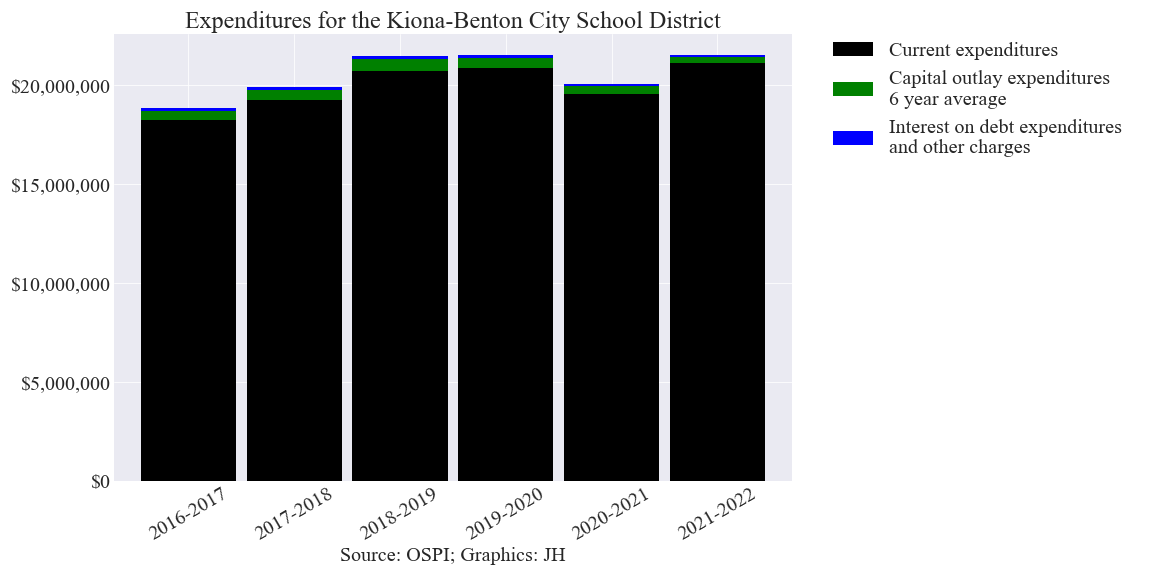 Expenditures for the Kiona-Benton City School District
Current expenditures
Capital outlay expenditures
6 year average
Interest on debt expenditures
and other charges
$20,000,000
$15,000,000
$10,000,000
$5,000,000
$0
2016-2017
2017-2018
2018-2019
2019-2020
2020-2021
2021-2022
Source: OSPI; Graphics: JH